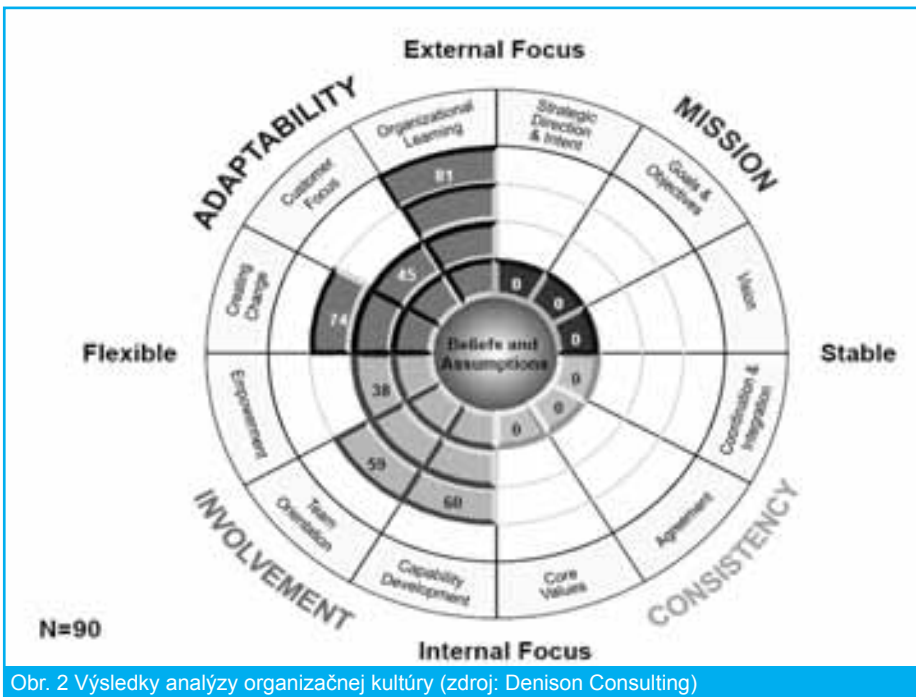 External Focus
ADAPTABILITY
MISSION
Organizational
Learning
Strategic
Direction
& Intent
Customer
Focus
Goals &
Objectives
Creating
Change
Vision
81
45
74
0
0
0
Flexible
Beliefs and
Assumptions
Stable
38
59
60
0
0
0
Empowerment
Coordination &
Integration
Team
Orientation
Agreement
Capability
Development
Core
Values
INVOLVEMENT
CONSISTENCY
N=90
Internal Focus
Obr. 2 Výsledky analýzy organizačnej kultúry (zdroj: Denison Consulting)